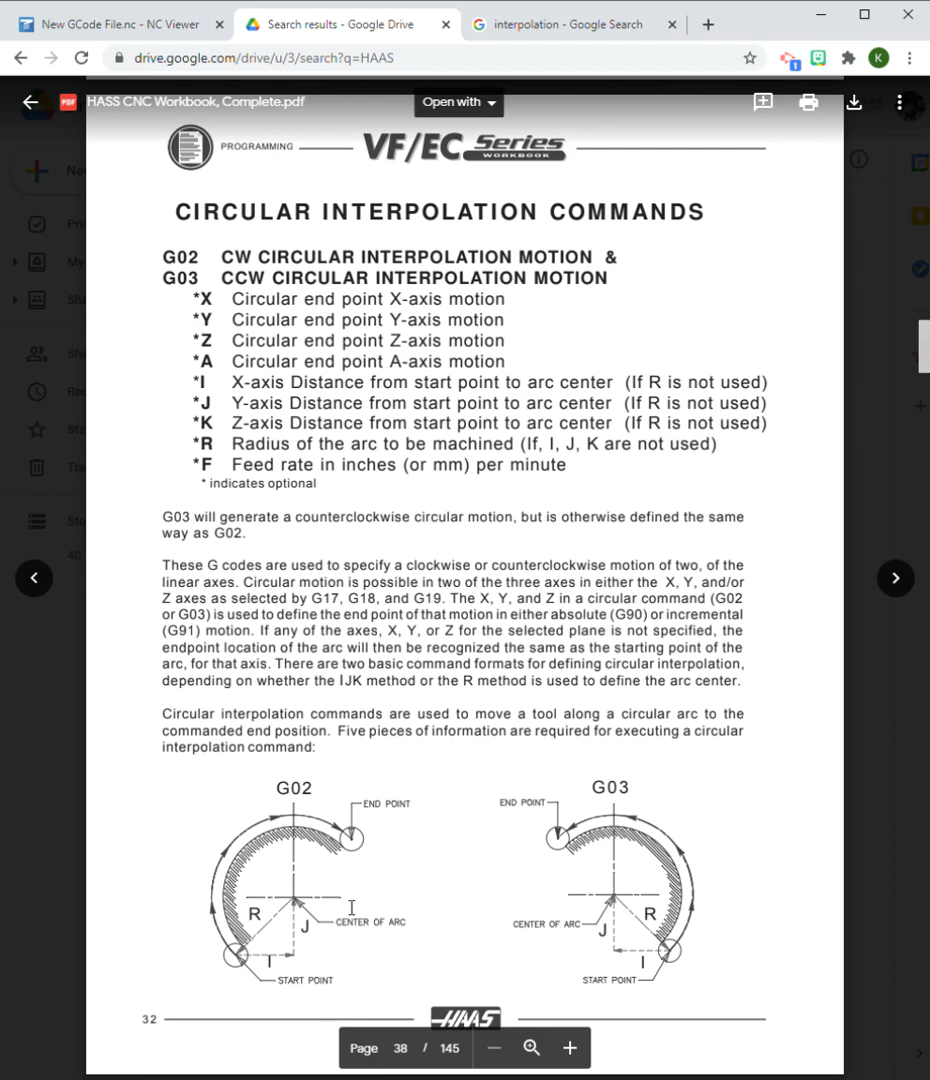 New GCode File.nc - NC Viewer
Search results - Google Drive
interpolation - Google Search
drive.google.com/drive/u/3/search?q=HAAS
K
PDF
HASS CNC Workbook, Complete.pdf
Open with
PROGRAMMING
VF/EC Series
WORKBOOK
CIRCULAR INTERPOLATION COMMANDS
G02 CW CIRCULAR INTERPOLATION MOTION &
G03 CCW CIRCULAR INTERPOLATION MOTION
*X Circular end point X-axis motion
*Y Circular end point Y-axis motion
*Z Circular end point Z-axis motion
*A Circular end point A-axis motion
*I X-axis Distance from start point to arc center (If R is not used)
*J Y-axis Distance from start point to arc center (If R is not used)
*K Z-axis Distance from start point to arc center (If R is not used)
*R Radius of the arc to be machined (If, I, J, K are not used)
*F Feed rate in inches (or mm) per minute
* indicates optional
G03 will generate a counterclockwise circular motion, but is otherwise defined the same
way as G02.
These G codes are used to specify a clockwise or counterclockwise motion of two, of the
linear axes. Circular motion is possible in two of the three axes in either the X, Y, and/or
Z axes as selected by G17, G18, and G19. The X, Y, and Z in a circular command (G02
or G03) is used to define the end point of that motion in either absolute (G90) or incremental
(G91) motion. If any of the axes, X, Y, or Z for the selected plane is not specified, the
endpoint location of the arc will then be recognized the same as the starting point of the
arc, for that axis. There are two basic command formats for defining circular interpolation,
depending on whether the IJK method or the R method is used to define the arc center.
Circular interpolation commands are used to move a tool along a circular arc to the
commanded end position. Five pieces of information are required for executing a circular
interpolation command:
G02
END POINT
R
J
CENTER OF ARC
I
START POINT
G03
END POINT
R
J
CENTER OF ARC
I
START POINT
32
HAAS
Page 38 / 145
Ne
Pri
My
Sha
Sha
Rec
Sta
Tra
Sto
40